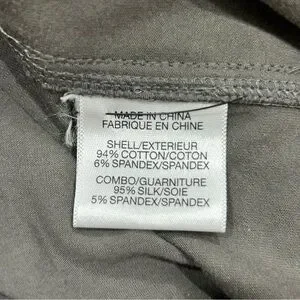 MADE IN CHINA
FABRIQUE EN CHINE
SHELL/EXTERIEUR
94% COTTON/COTON
6% SPANDEX/SPANDEX
COMBO/GUARNITURE
95% SILK/SOIE
5% SPANDEX/SPANDEX